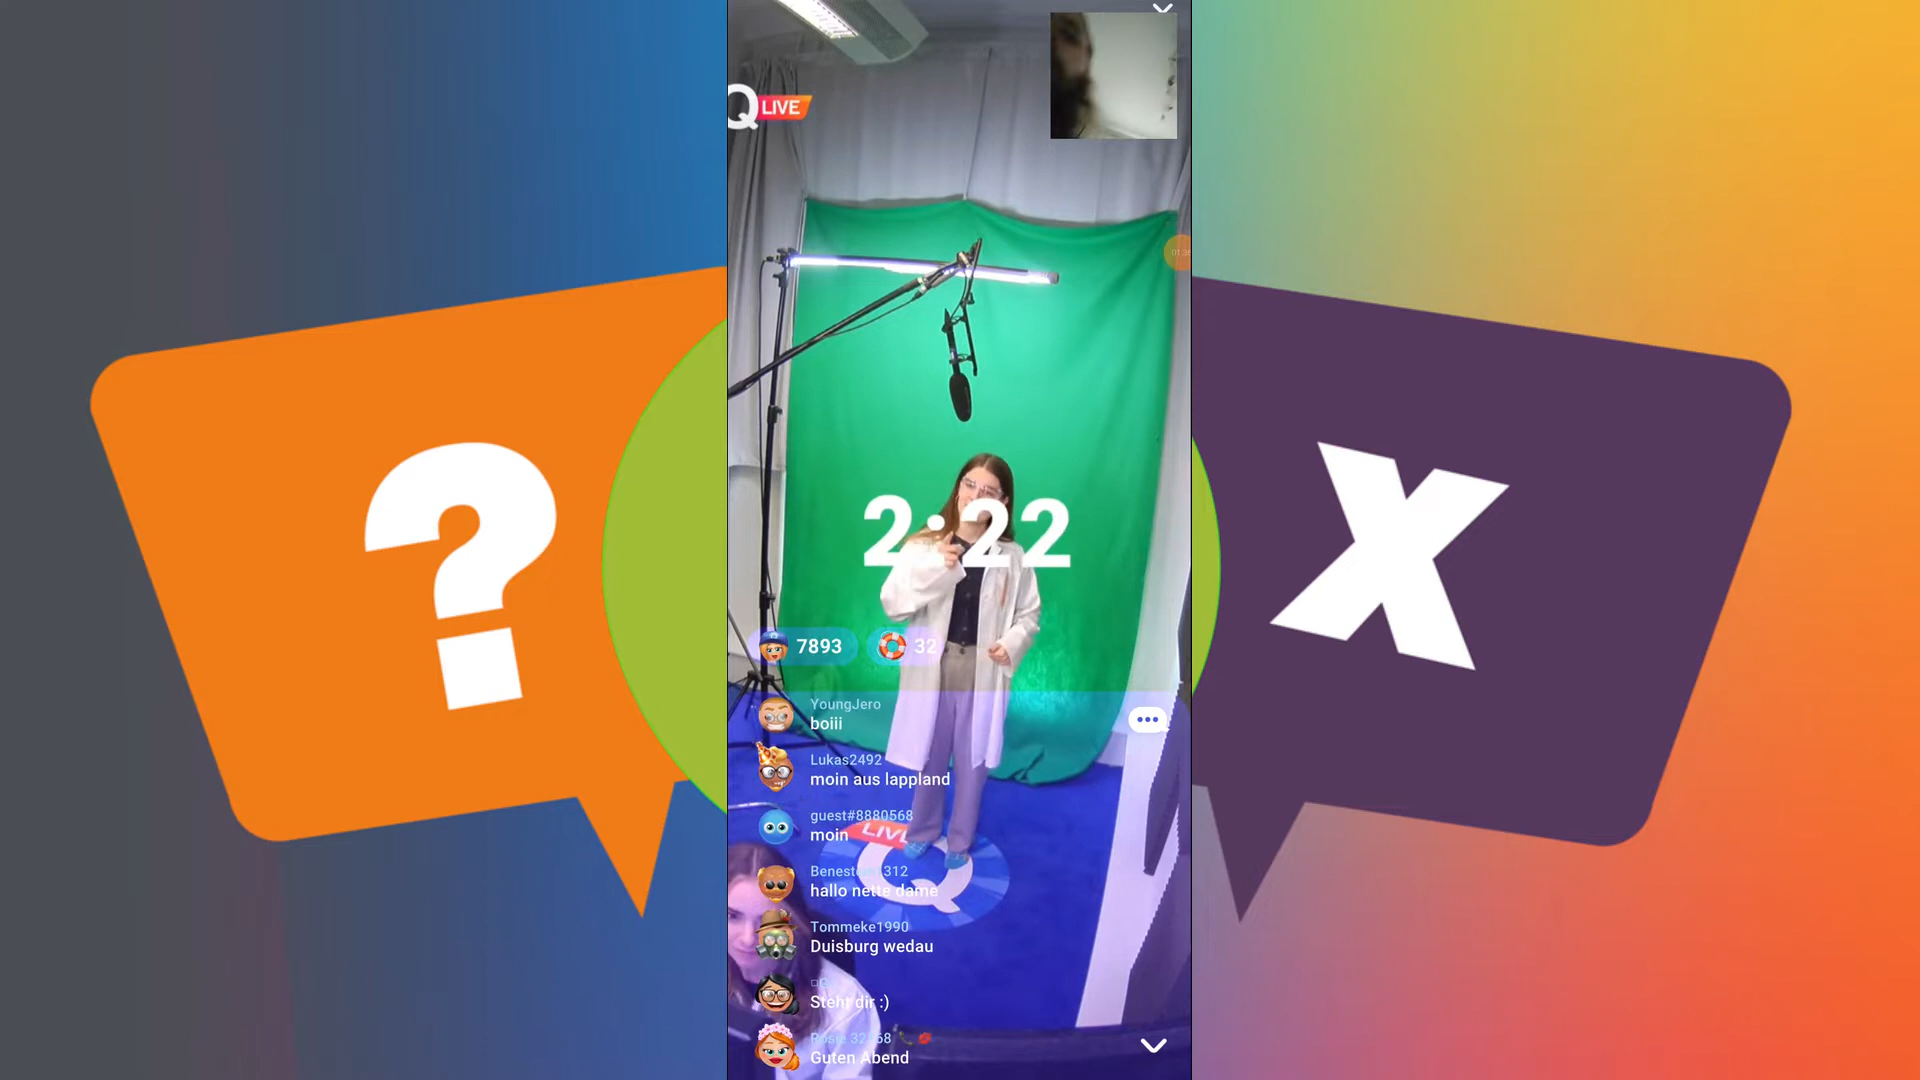 Q LIVE
?
X
2:22
7893
32
YoungJero
boiii
Lukas2492
moin aus lappland
guest#8880568
moin
LIVE
Q
hallo nette dame
Tommeke1990
Duisburg wedau
Steht dir :)
Guten Abend